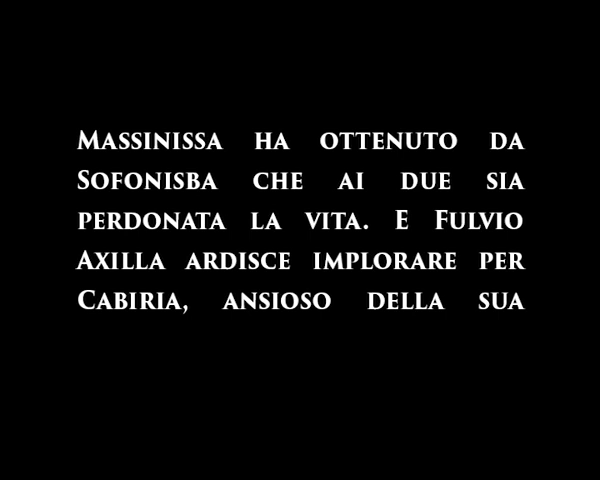 Massinissa ha ottenuto da
Sofonisba che ai due sia
perdonata la vita. E Fulvio
Axilla ardisce implorare per
Cabiria, ansioso della sua